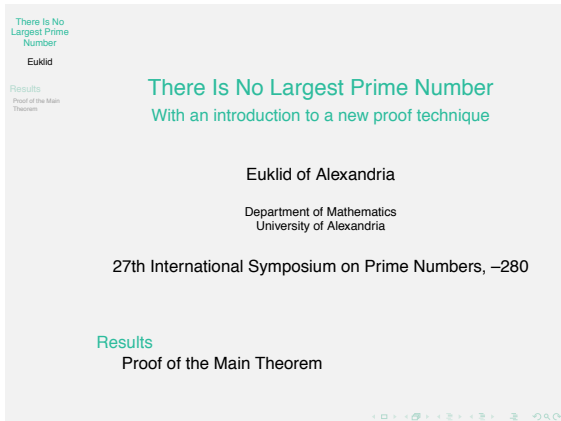 There Is No
Largest Prime
Number
Euklid
Results
Proof of the Main
Theorem
There Is No Largest Prime Number
With an introduction to a new proof technique
Euklid of Alexandria
Department of Mathematics
University of Alexandria
27th International Symposium on Prime Numbers, –280
Results
Proof of the Main Theorem